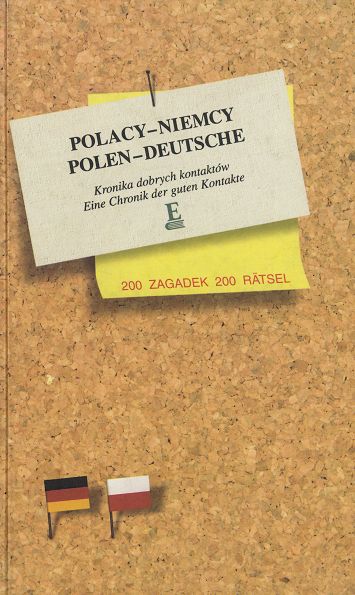 POLACY–NIEMCY
POLEN–DEUTSCHE
Kronika dobrych kontaktów
Eine Chronik der guten Kontakte
E
200 ZAGADEK 200 RÄTSEL